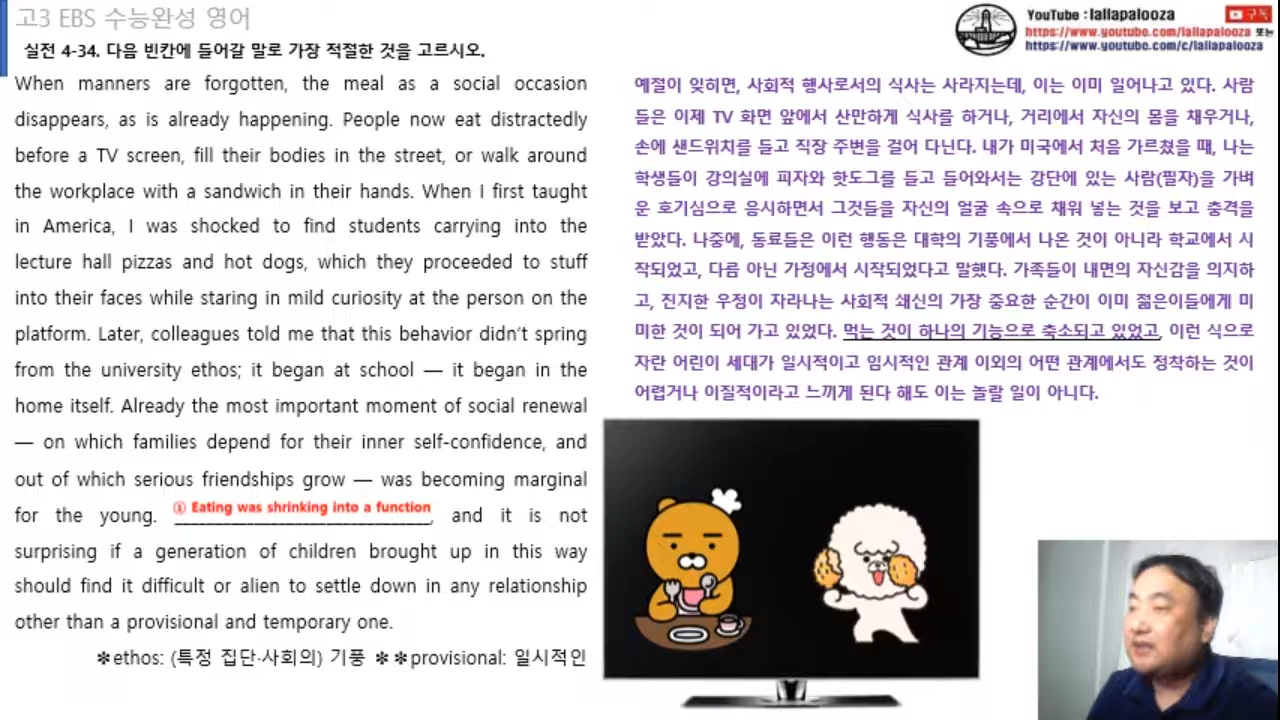 고3 EBS 수능완성 영어
실전 4-34. 다음 빈칸에 들어갈 말로 가장 적절한 것을 고르시오.
When manners are forgotten, the meal as a social occasion
disappears, as is already happening. People now eat distractedly
before a TV screen, fill their bodies in the street, or walk around
the workplace with a sandwich in their hands. When I first taught
in America, I was shocked to find students carrying into the
lecture hall pizzas and hot dogs, which they proceeded to stuff
into their faces while staring in mild curiosity at the person on the
platform. Later, colleagues told me that this behavior didn't spring
from the university ethos; it began at school — it began in the
home itself. Already the most important moment of social renewal
— on which families depend for their inner self-confidence, and
out of which serious friendships grow — was becoming marginal
for the young. ① Eating was shrinking into a function, and it is not
surprising if a generation of children brought up in this way
should find it difficult or alien to settle down in any relationship
other than a provisional and temporary one.
✻ethos: (특정 집단·사회의) 기풍 ✻✻provisional: 일시적인
YouTube : lallapalooza
구독
https://www.youtube.com/lallapalooza 또는
https://www.youtube.com/c/lallapalooza
예절이 잊히면, 사회적 행사로서의 식사는 사라지는데, 이는 이미 일어나고 있다. 사람
들은 이제 TV 화면 앞에서 산만하게 식사를 하거나, 거리에서 자신의 몸을 채우거나,
손에 샌드위치를 들고 직장 주변을 걸어 다닌다. 내가 미국에서 처음 가르쳤을 때, 나는
학생들이 강의실에 피자와 핫도그를 들고 들어와서는 강단에 있는 사람(필자)을 가벼
운 호기심으로 응시하면서 그것들을 자신의 얼굴 속으로 채워 넣는 것을 보고 충격을
받았다. 나중에, 동료들은 이런 행동은 대학의 기풍에서 나온 것이 아니라 학교에서 시
작되었고, 다름 아닌 가정에서 시작되었다고 말했다. 가족들이 내면의 자신감을 의지하
고, 진지한 우정이 자라나는 사회적 쇄신의 가장 중요한 순간이 이미 젊은이들에게 미
미한 것이 되어 가고 있었다. 먹는 것이 하나의 기능으로 축소되고 있었고, 이런 식으로
자란 어린이 세대가 일시적이고 임시적인 관계 이외의 어떤 관계에서도 정착하는 것이
어렵거나 이질적이라고 느끼게 된다 해도 이는 놀랄 일이 아니다.